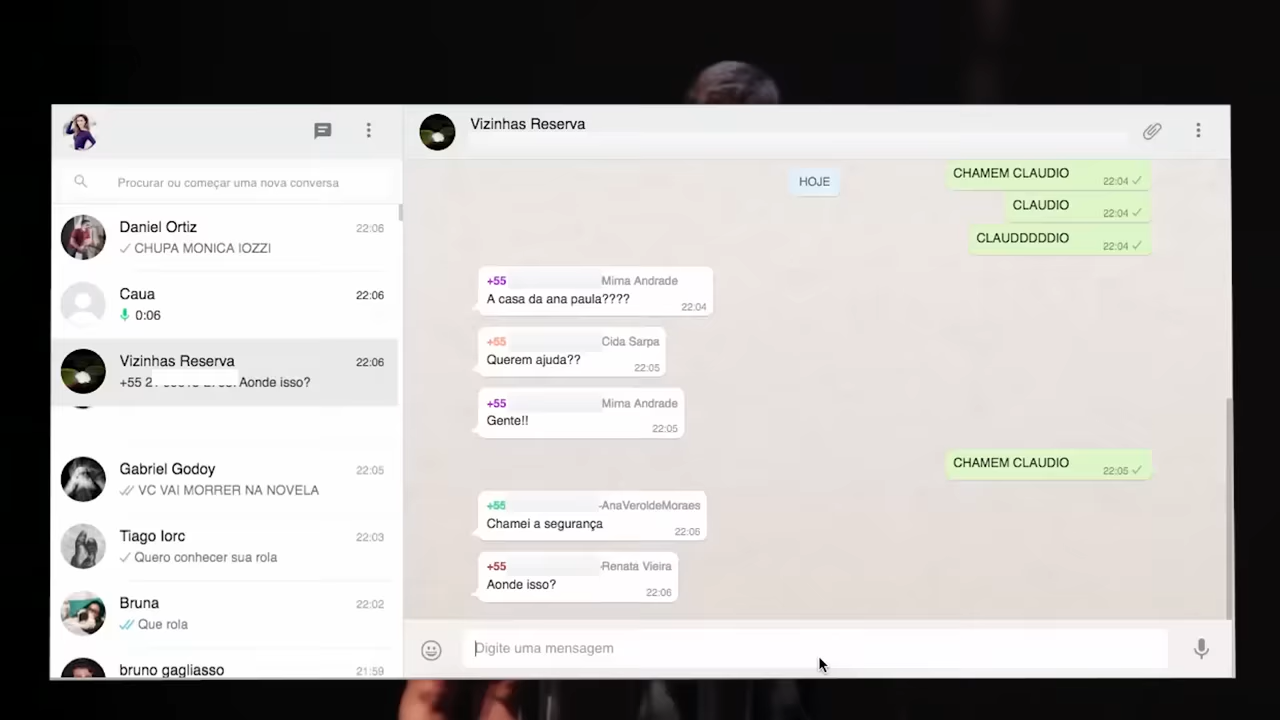 Procurar ou começar uma nova conversa
Daniel Ortiz 22:06
CHUPA MONICA IOZZI
Caua 22:06
0:06
Vizinhas Reserva 22:06
+55 2 Aonde isso?
Gabriel Godoy 22:05
VC VAI MORRER NA NOVELA
Tiago Iorc 22:03
Quero conhecer sua rola
Bruna 22:02
Que rola
bruno gagliasso 21:59
Vizinhas Reserva
HOJE
CHAMEM CLAUDIO 22:04
CLAUDIO 22:04
CLAUDDDDDIO 22:04
+55 Mirna Andrade
A casa da ana paula???? 22:04
+55 Cida Sarpa
Querem ajuda?? 22:05
+55 Mirna Andrade
Gente!! 22:05
CHAMEM CLAUDIO 22:05
+55 -AnaVeroldeMoraes
Chamei a segurança 22:06
+55 Renata Vieira
Aonde isso? 22:06
Digite uma mensagem